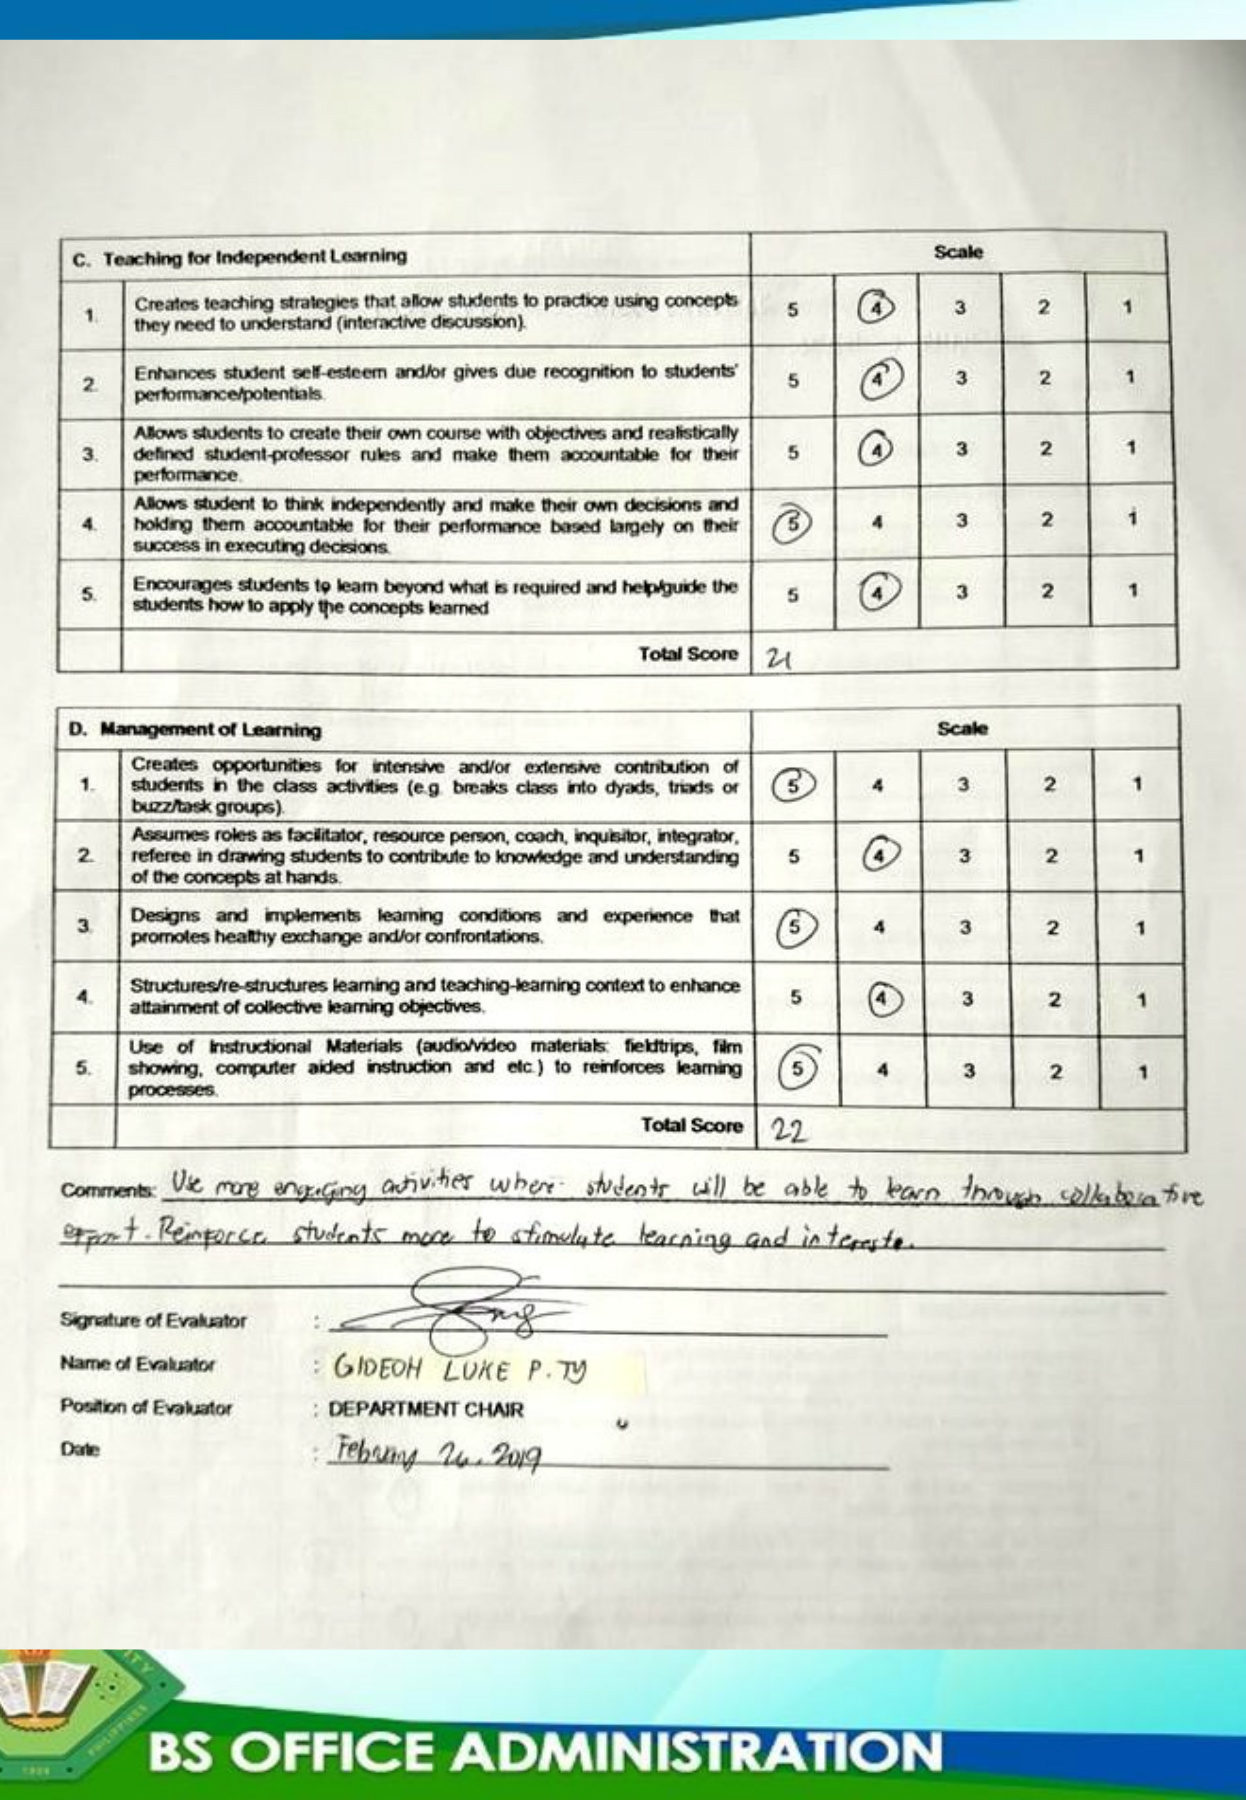 C. Teaching for Independent Learning Scale
1. Creates teaching strategies that allow students to practice using concepts 5 4 3 2 1
they need to understand (interactive discussion).
2. Enhances student self-esteem and/or gives due recognition to students' 5 4 3 2 1
performance/potentials.
Allows students to create their own course with objectives and realistically
3. defined student-professor rules and make them accountable for their 5 4 3 2 1
performance.
Allows student to think independently and make their own decisions and
4. holding them accountable for their performance based largely on their 5 4 3 2 1
success in executing decisions.
5. Encourages students to learn beyond what is required and help/guide the 5 4 3 2 1
students how to apply the concepts learned
Total Score 21
D. Management of Learning Scale
Creates opportunities for intensive and/or extensive contribution of
1. students in the class activities (e.g. breaks class into dyads, triads or 5 4 3 2 1
buzz/task groups).
Assumes roles as facilitator, resource person, coach, inquisitor, integrator,
2. referee in drawing students to contribute to knowledge and understanding 5 4 3 2 1
of the concepts at hands.
3. Designs and implements learning conditions and experience that 5 4 3 2 1
promotes healthy exchange and/or confrontations.
4. Structures/re-structures learning and teaching-learning context to enhance 5 4 3 2 1
attainment of collective learning objectives.
Use of Instructional Materials (audio/video materials: fieldtrips, film
5. showing, computer aided instruction and etc.) to reinforces learning 5 4 3 2 1
processes.
Total Score 22
Comments: Use more engaging activities where students will be able to learn through collaborative
effort. Reinforce students more to stimulate learning and interests.
Signature of Evaluator :
Name of Evaluator : GIDEOH LUKE P. TY
Position of Evaluator : DEPARTMENT CHAIR
Date : February 26, 2019
PHILIPPINES
1904
BS OFFICE ADMINISTRATION